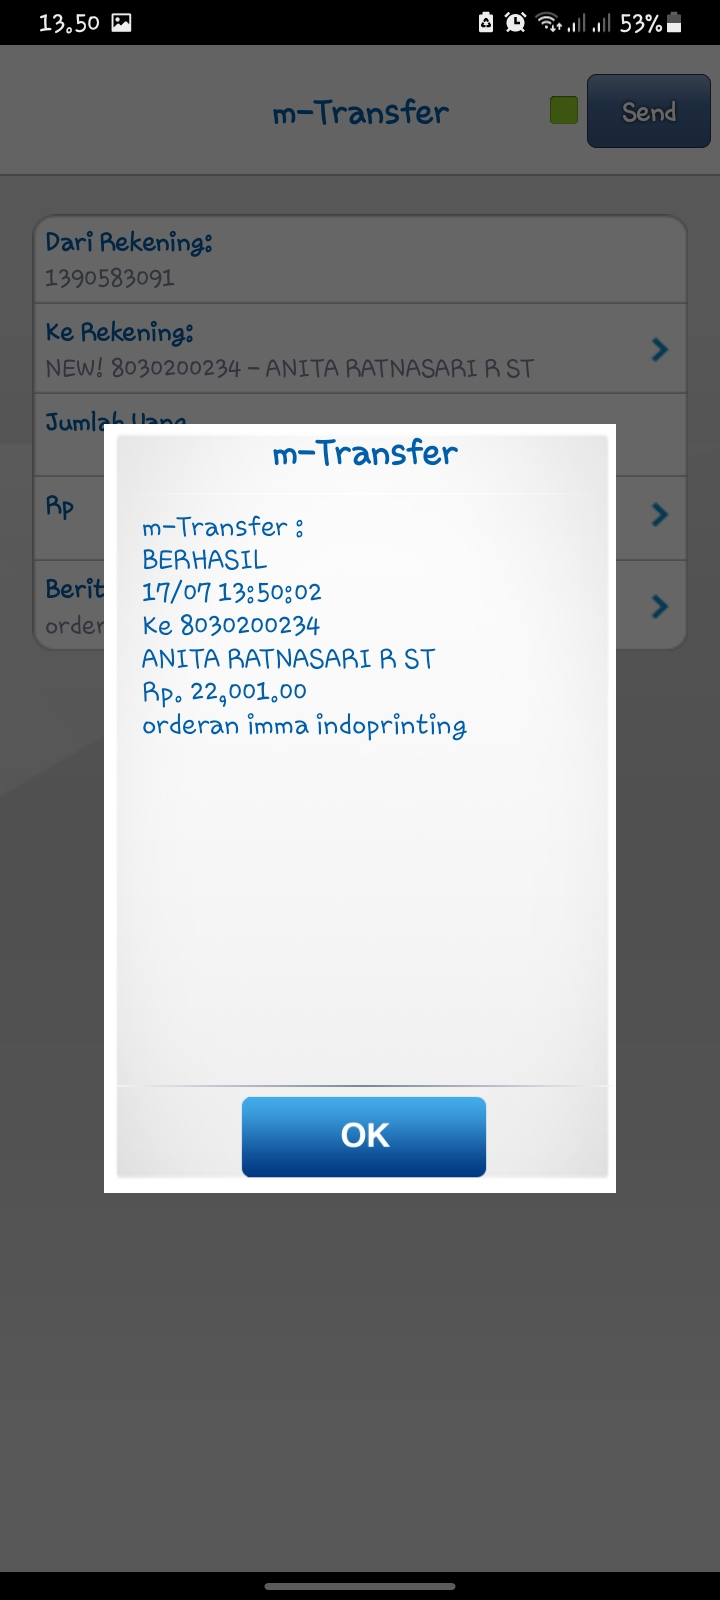 13.50
53%
m-Transfer
Send
Dari Rekening:
1390583091
Ke Rekening:
NEW! 8030200234 - ANITA RATNASARI R ST
Jumlah Uang
Rp
Berit
order
m-Transfer
m-Transfer :
BERHASIL
17/07 13:50:02
Ke 8030200234
ANITA RATNASARI R ST
Rp. 22,001.00
orderan imma indoprinting
OK